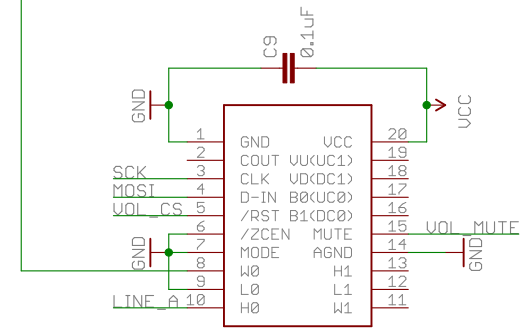 C9
0.1uF
GND
VCC
1 GND VCC 20
2 COUT VU(UC1) 19
SCK 3 CLK VD(DC1) 18
MOSI 4 D-IN B0(UC0) 17
VOL_CS 5 /RST B1(DC0) 16
6 /ZCEN MUTE 15 VOL_MUTE
GND 7 MODE AGND 14 GND
8 W0 H1 13
9 L0 L1 12
LINE_A 10 H0 W1 11